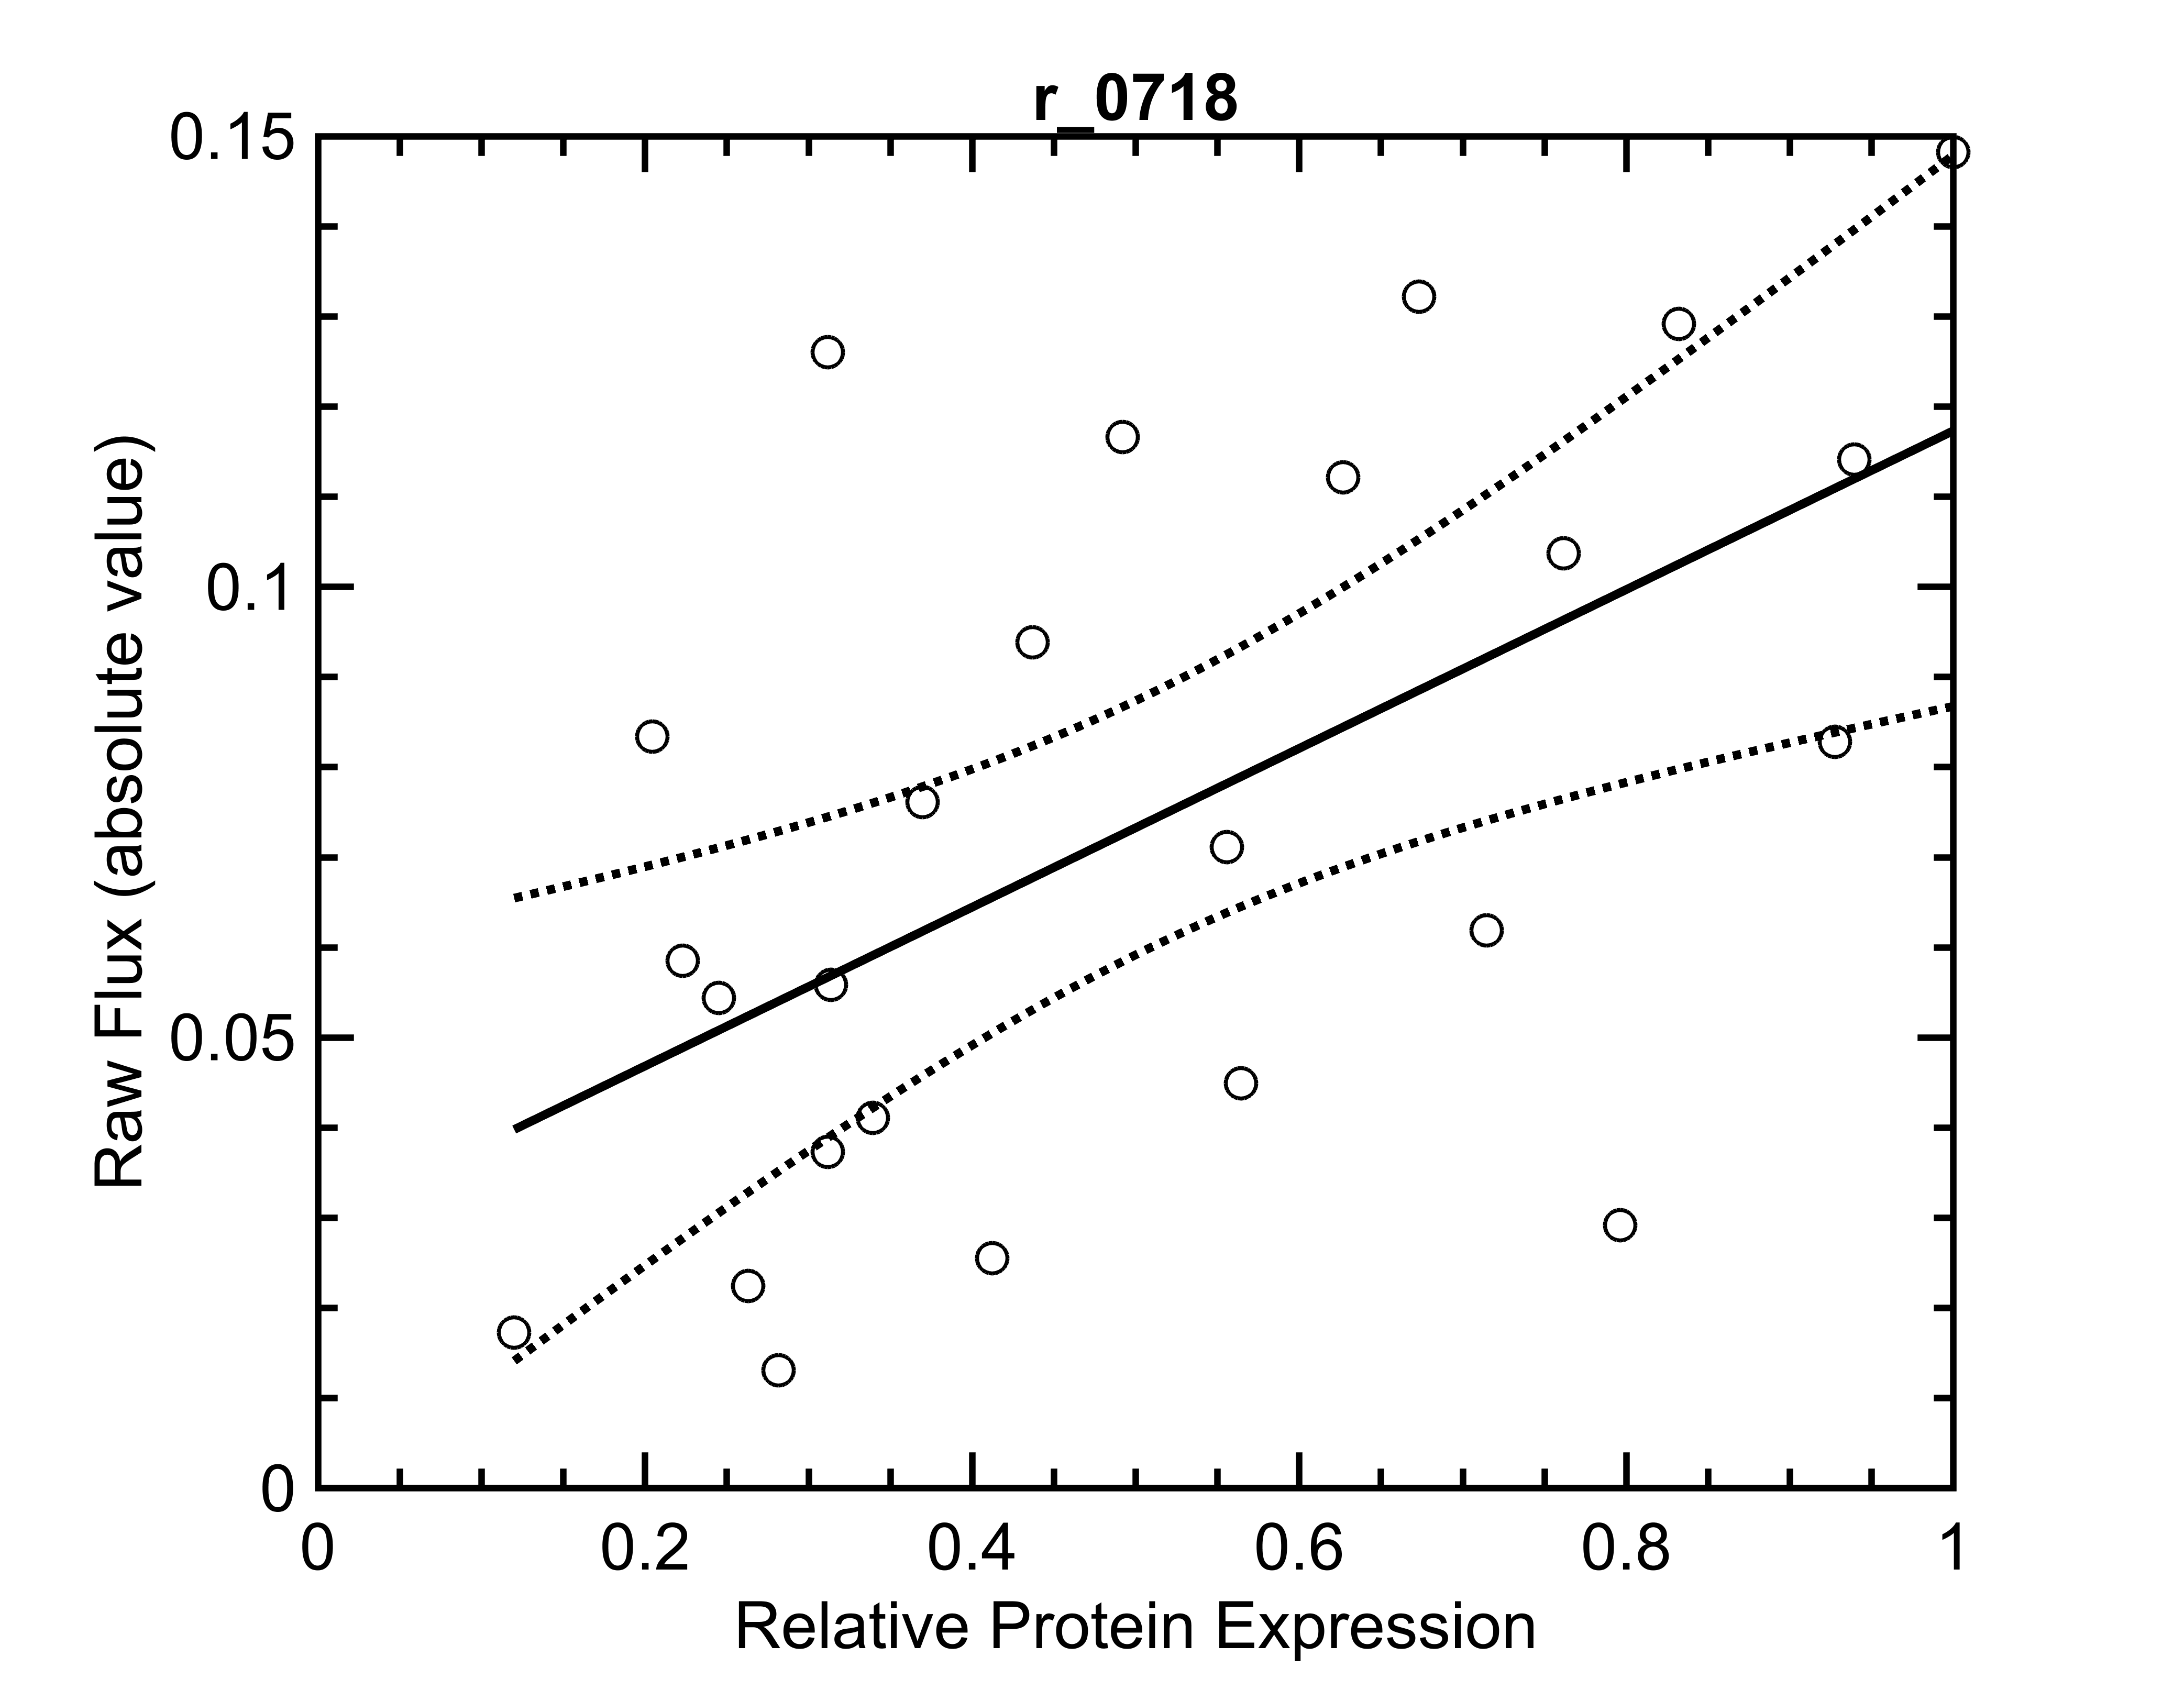 r_0718
0.15
0.1
0.05
0
Raw Flux (absolute value)
0 0.2 0.4 0.6 0.8 1
Relative Protein Expression